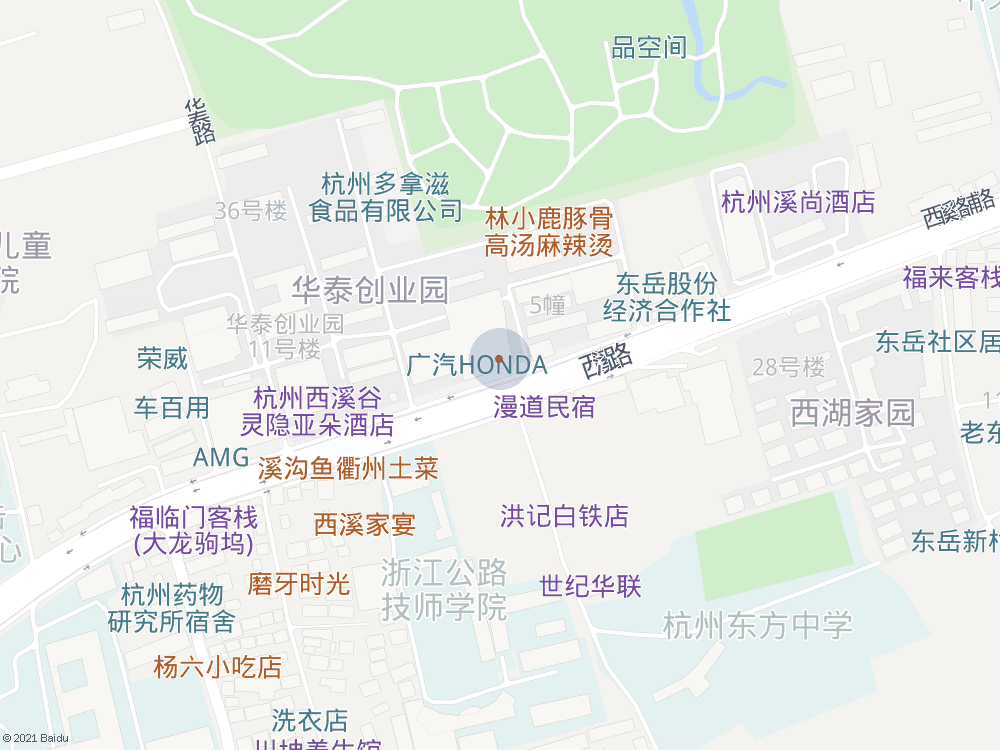 品空间
华泰路
杭州多拿滋
食品有限公司
36号楼
林小鹿豚骨
高汤麻辣烫
杭州溪尚酒店
西溪路辅路
儿童
院
华泰创业园
5幢
东岳股份
经济合作社
福来客栈
华泰创业园
11号楼
荣威
广汽HONDA
西溪路
28号楼
东岳社区居
车百用
杭州西溪谷
灵隐亚朵酒店
漫道民宿
西湖家园
11
老东
AMG
溪沟鱼衢州土菜
福临门客栈
(大龙驹坞)
西溪家宴
洪记白铁店
心
东岳新村
杭州药物
研究所宿舍
磨牙时光
浙江公路
技师学院
世纪华联
杭州东方中学
杨六小吃店
洗衣店
© 2021 Baidu